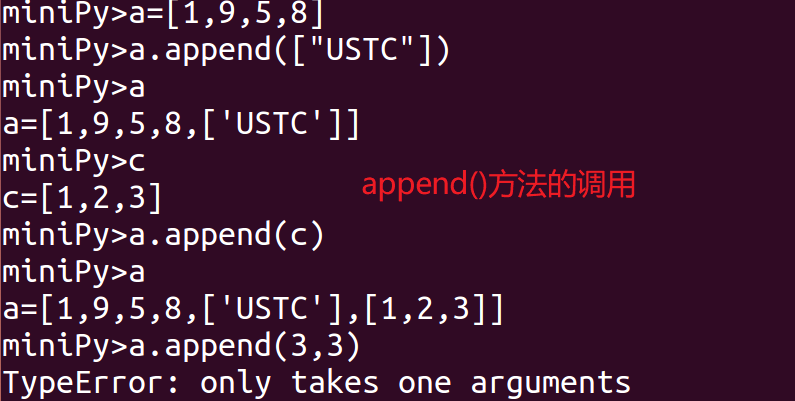 miniPy>a=[1,9,5,8]
miniPy>a.append(["USTC"])
miniPy>a
a=[1,9,5,8,['USTC']]
miniPy>c
c=[1,2,3]
append()方法的调用
miniPy>a.append(c)
miniPy>a
a=[1,9,5,8,['USTC'],[1,2,3]]
miniPy>a.append(3,3)
TypeError: only takes one arguments